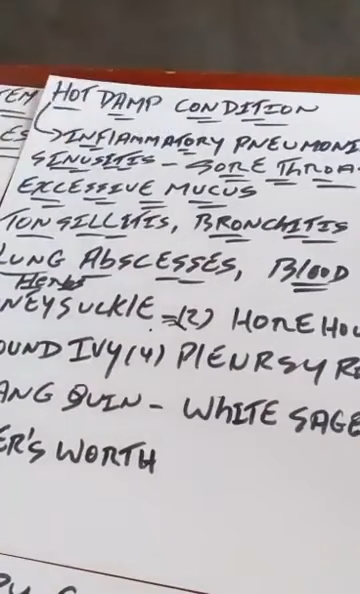 HOT DAMP CONDITION
INFLAMMATORY PNEUMONI
SINUSITIS - SORE THROA
EXCESSIVE MUCUS
TONSILLITIS, BRONCHITIS
LUNG ABSCESSES, BLOOD
Herbs
NEYSUCKLE =(2) HOREHOU
OUND IVY(4) PLEURSY R
ANG QUIN - WHITE SAGE
ER'S WORTH